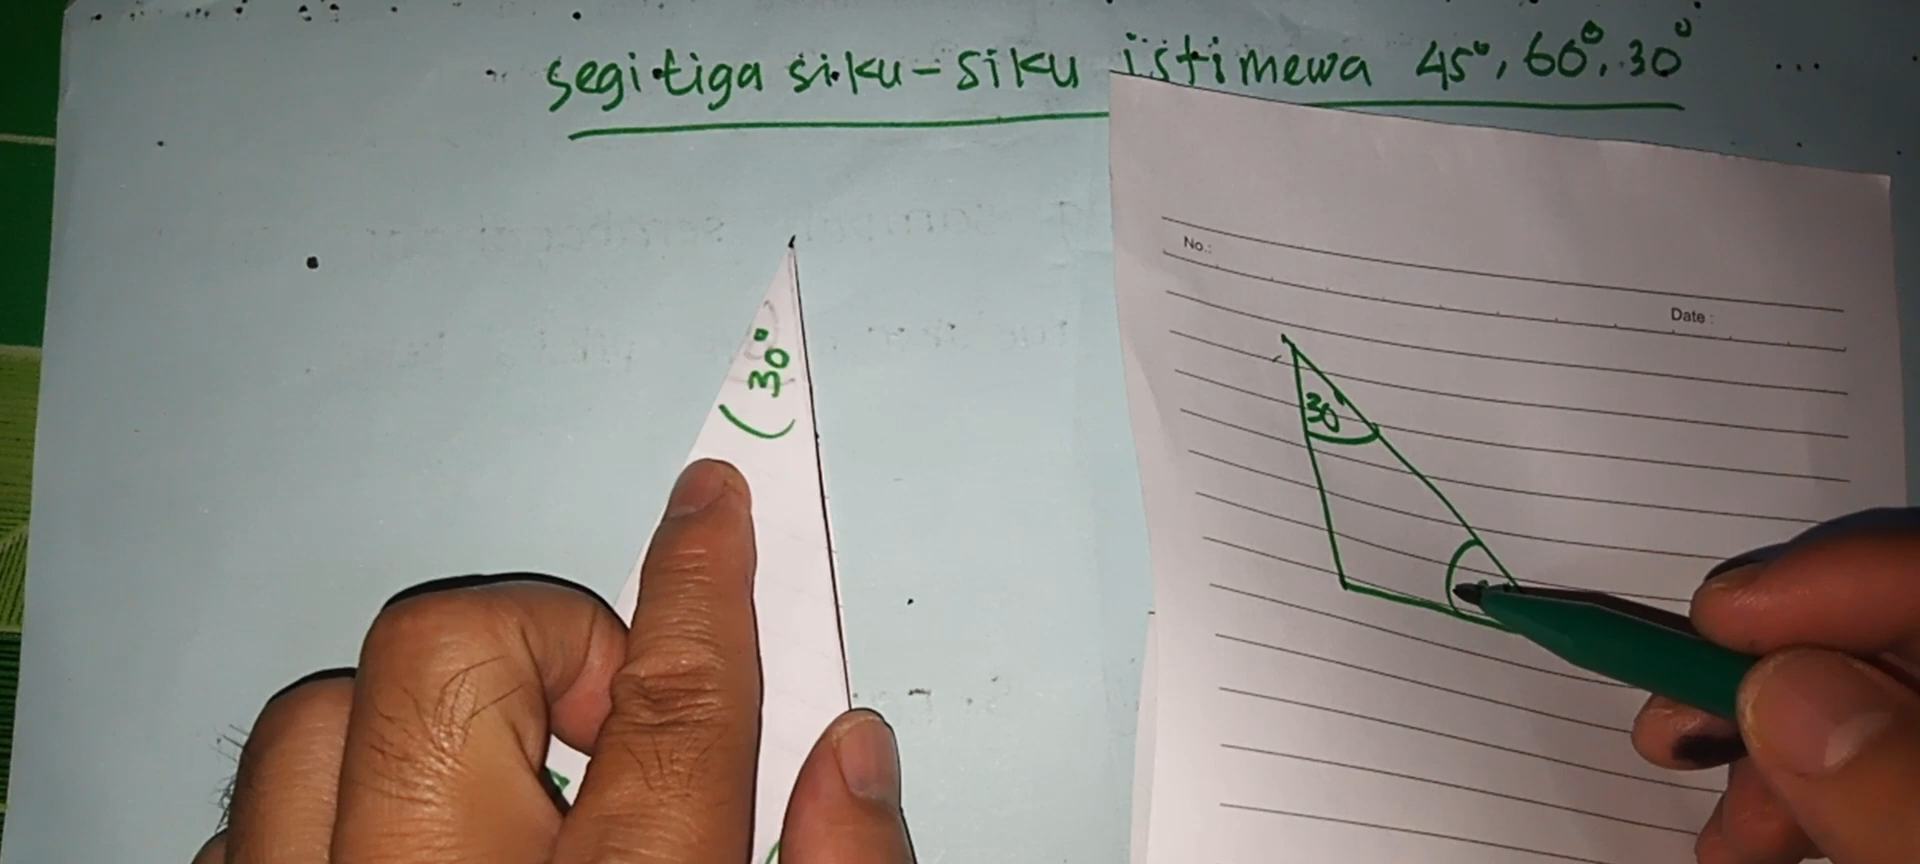 segitiga siku-siku istimewa 45°, 60°, 30° ...
30°
No.:
Date :
30°